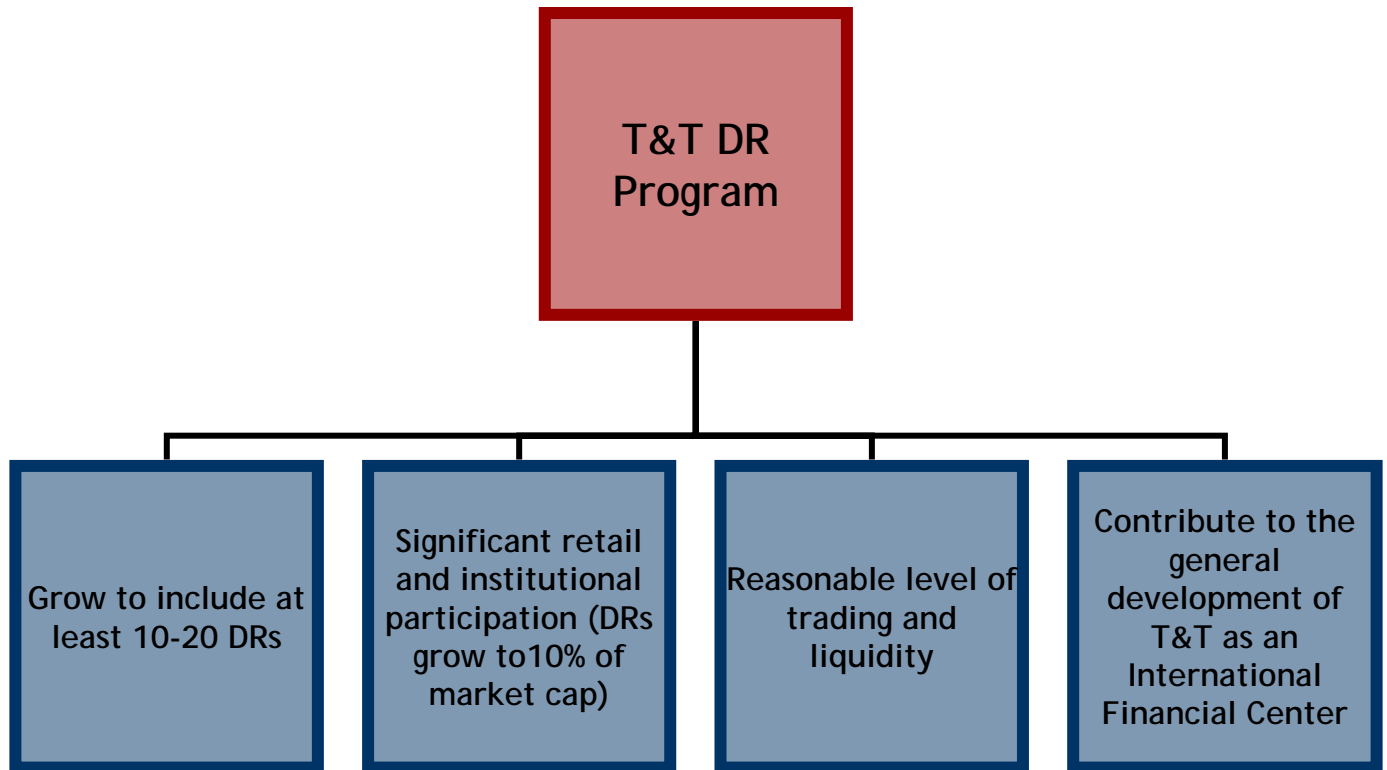 T&T DR
Program
Grow to include at
least 10-20 DRs
Significant retail
and institutional
participation (DRs
grow to10% of
market cap)
Reasonable level of
trading and
liquidity
Contribute to the
general
development of
T&T as an
International
Financial Center